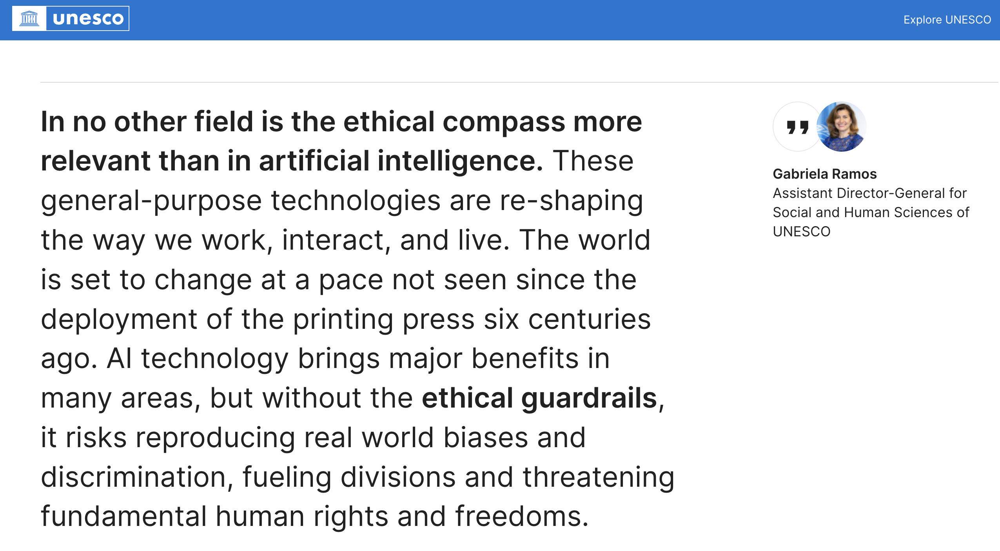 UNESCO
unesco
Explore UNESCO
In no other field is the ethical compass more
relevant than in artificial intelligence. These
general-purpose technologies are re-shaping
the way we work, interact, and live. The world
is set to change at a pace not seen since the
deployment of the printing press six centuries
ago. AI technology brings major benefits in
many areas, but without the ethical guardrails,
it risks reproducing real world biases and
discrimination, fueling divisions and threatening
fundamental human rights and freedoms.
Gabriela Ramos
Assistant Director-General for
Social and Human Sciences of
UNESCO